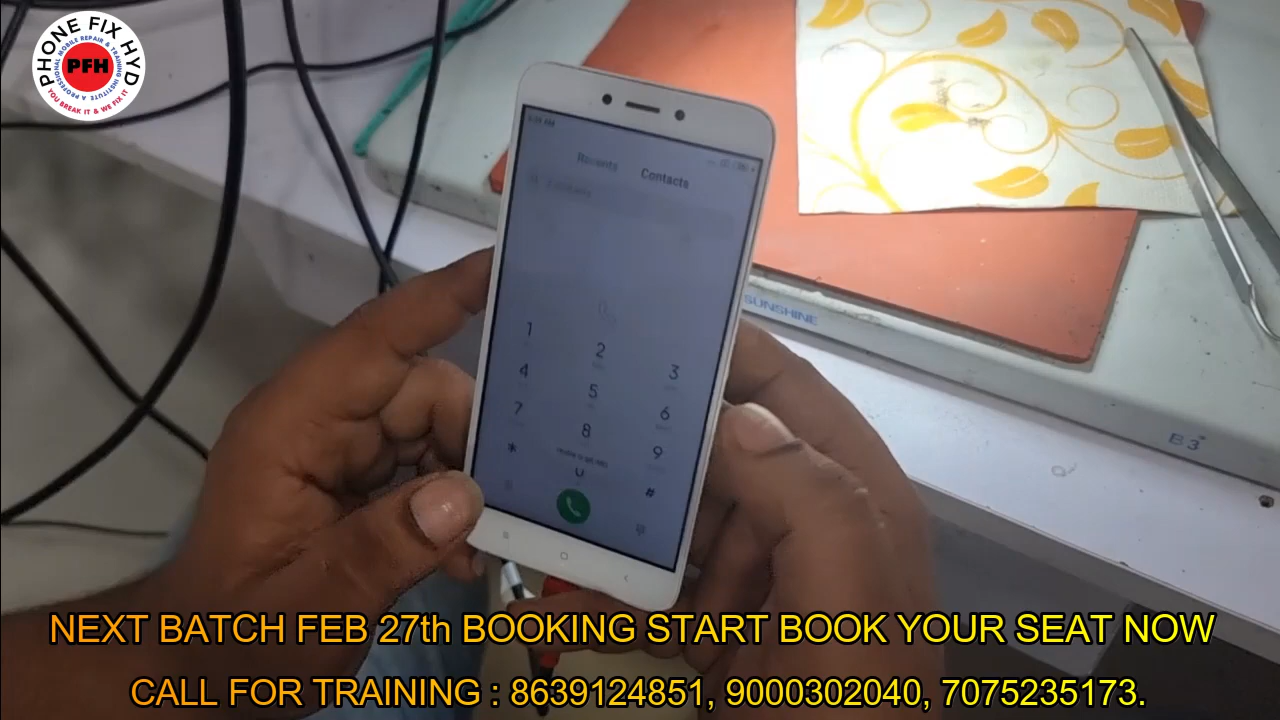 PHONE FIX HYD
A PROFESSIONAL MOBILE REPAIR & TRAINING INSTITUTE
PFH
YOU BREAK IT & WE FIX IT
Recents Contacts
1
2
3
4
5
6
7
8
9
*
#
SUNSHINE
B3
NEXT BATCH FEB 27th BOOKING START BOOK YOUR SEAT NOW
CALL FOR TRAINING : 8639124851, 9000302040, 7075235173.